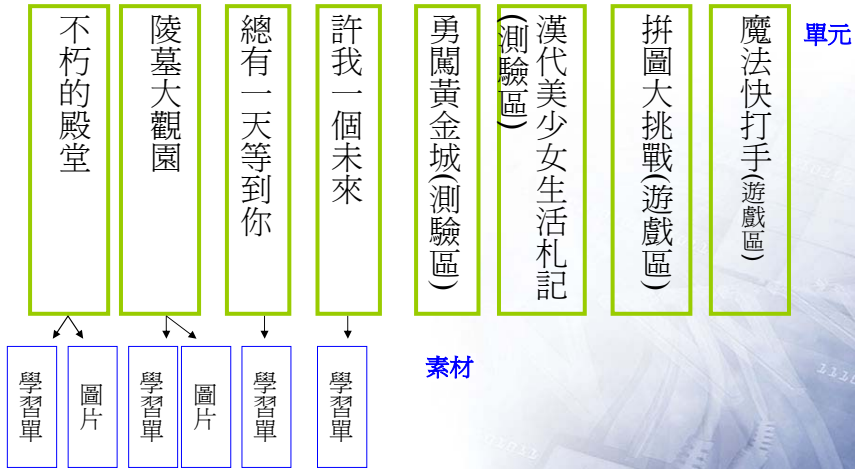 單元
魔法快打手(遊戲區)
拼圖大挑戰(遊戲區)
漢代美少女生活札記
(測驗區)
勇闖黃金城(測驗區)
許我一個未來
總有一天等到你
陵墓大觀園
不朽的殿堂
素材
學習單
學習單
圖片
學習單
圖片
學習單